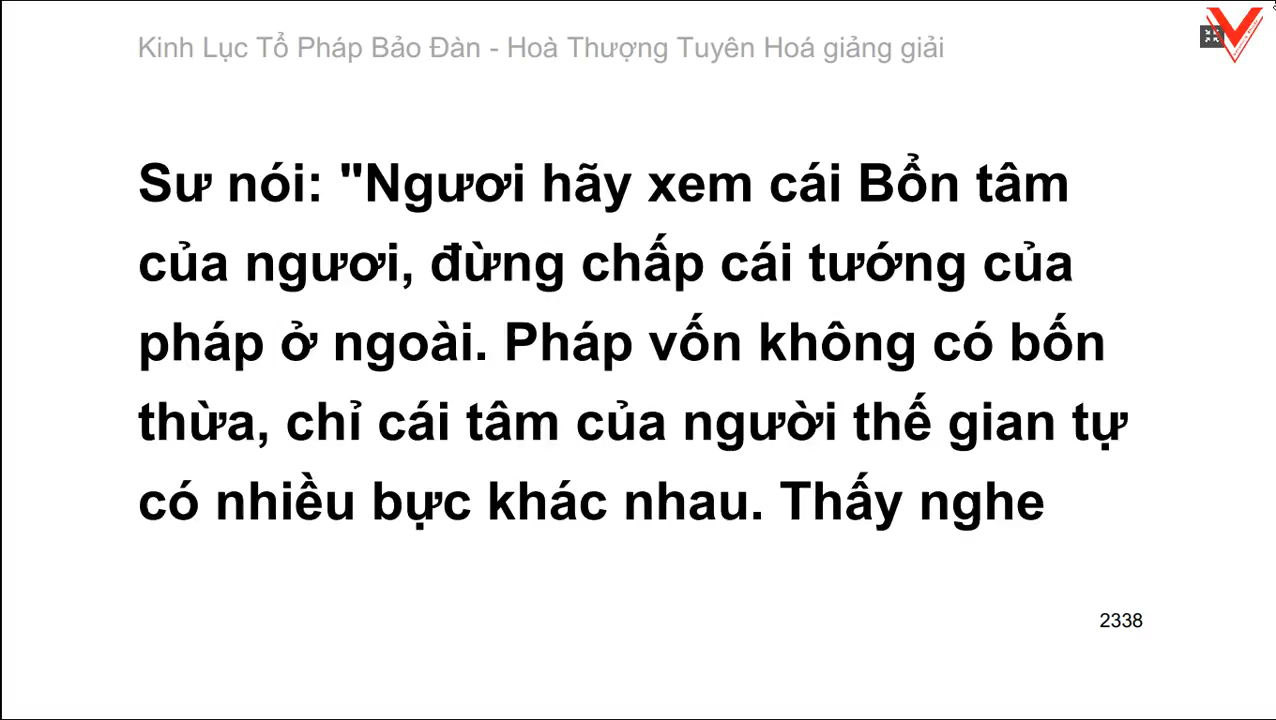 Kinh Lục Tổ Pháp Bảo Đàn - Hoà Thượng Tuyên Hoá giảng giải
Sư nói: "Ngươi hãy xem cái Bổn tâm
của ngươi, đừng chấp cái tướng của
pháp ở ngoài. Pháp vốn không có bốn
thừa, chỉ cái tâm của người thế gian tự
có nhiều bực khác nhau. Thấy nghe
2338